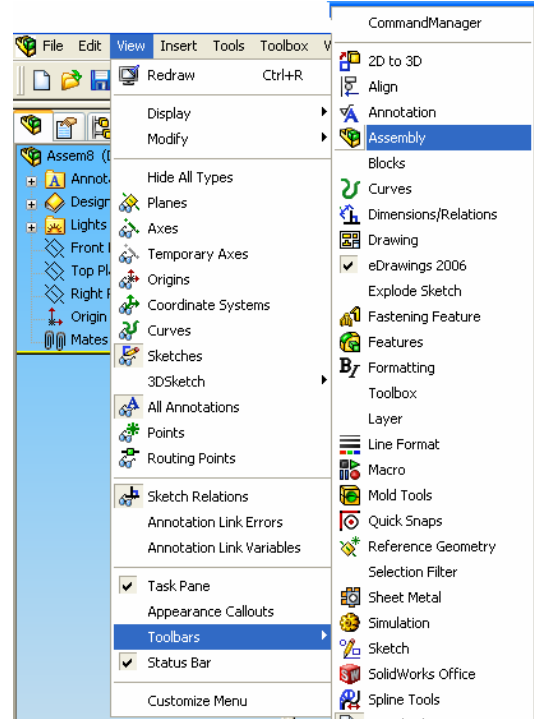 File Edit View Insert Tools Toolbox
Assem8
Annot
Design
Lights
Front
Top
Right
Origin
Mates
Redraw Ctrl+R
Display
Modify
Hide All Types
Planes
Axes
Temporary Axes
Origins
Coordinate Systems
Curves
Sketches
3DSketch
All Annotations
Points
Routing Points
Sketch Relations
Annotation Link Errors
Annotation Link Variables
Task Pane
Appearance Callouts
Toolbars
Status Bar
Customize Menu
CommandManager
2D to 3D
Align
Annotation
Assembly
Blocks
Curves
Dimensions/Relations
Drawing
eDrawings 2006
Explode Sketch
Fastening Feature
Features
Formatting
Toolbox
Layer
Line Format
Macro
Mold Tools
Quick Snaps
Reference Geometry
Selection Filter
Sheet Metal
Simulation
Sketch
SolidWorks Office
Spline Tools